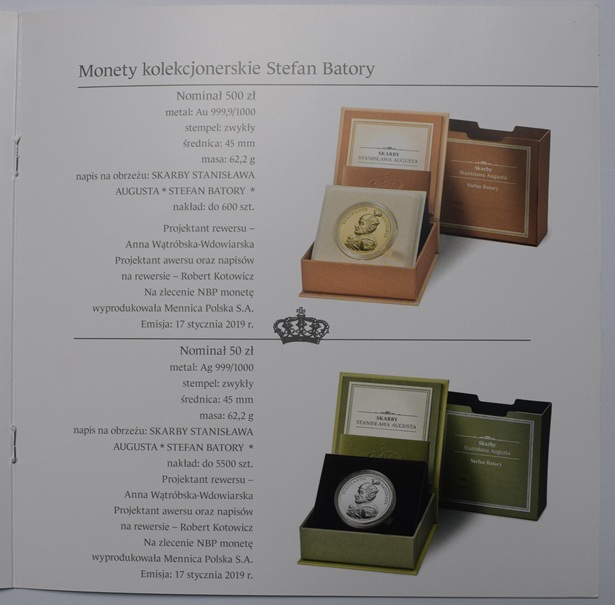 Monety kolekcjonerskie Stefan Batory
Nominał 500 zł
metal: Au 999,9/1000
stempel: zwykły
średnica: 45 mm
masa: 62,2 g
napis na obrzeżu: SKARBY STANISŁAWA
AUGUSTA * STEFAN BATORY *
nakład: do 600 szt.
Projektant rewersu –
Anna Wątróbska-Wdowiarska
Projektant awersu oraz napisów
na rewersie – Robert Kotowicz
Na zlecenie NBP monetę
wyprodukowała Mennica Polska S.A.
Emisja: 17 stycznia 2019 r.
SKARBY
STANISŁAWA AUGUSTA
Skarby
Stanisława Augusta
Stefan Batory
Nominał 50 zł
metal: Ag 999/1000
stempel: zwykły
średnica: 45 mm
masa: 62,2 g
napis na obrzeżu: SKARBY STANISŁAWA
AUGUSTA * STEFAN BATORY *
nakład: do 5500 szt.
Projektant rewersu –
Anna Wątróbska-Wdowiarska
Projektant awersu oraz napisów
na rewersie – Robert Kotowicz
Na zlecenie NBP monetę
wyprodukowała Mennica Polska S.A.
Emisja: 17 stycznia 2019 r.
SKARBY
STANISŁAWA AUGUSTA
Skarby
Stanisława Augusta
Stefan Batory